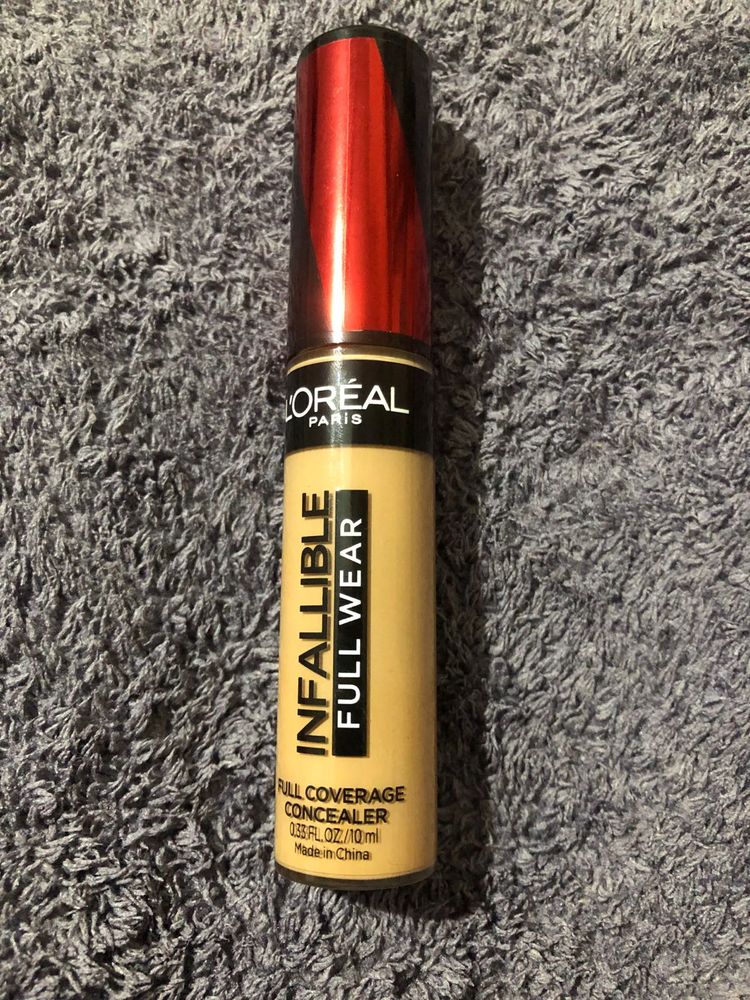 L'ORÉAL
PARIS
INFALLIBLE
FULL WEAR
FULL COVERAGE
CONCEALER
0.33 FL. OZ./10 ml
Made in China